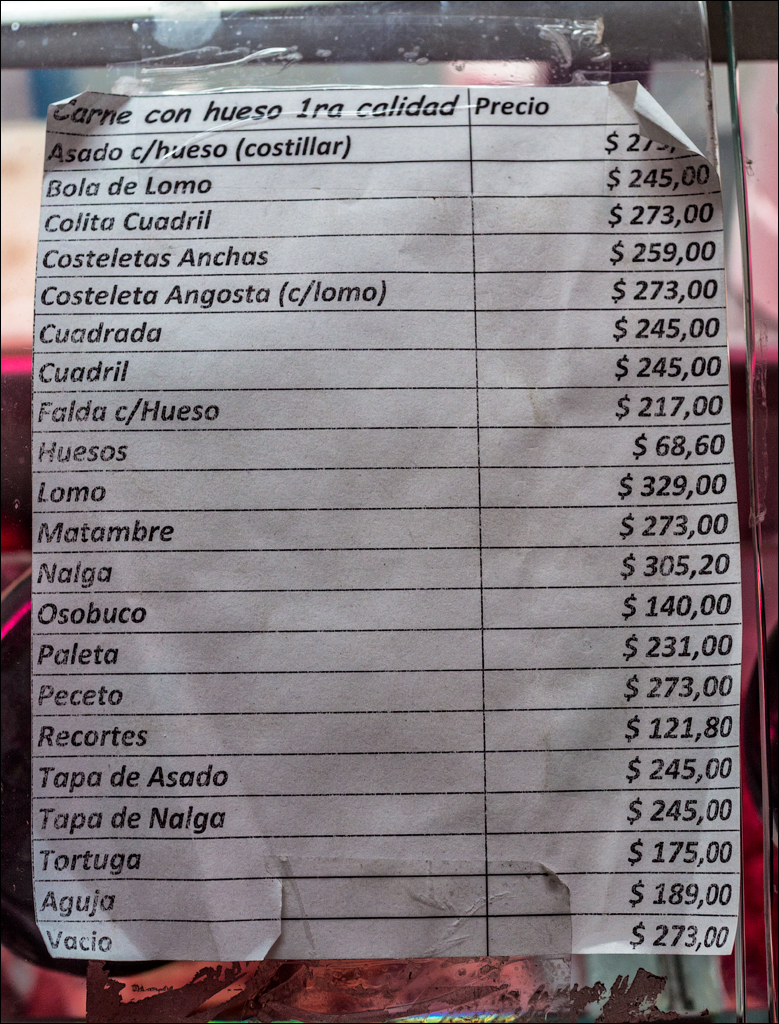 Carne con hueso 1ra calidad Precio
Asado c/hueso (costillar) $
Bola de Lomo $ 245,00
Colita Cuadril $ 273,00
Costeletas Anchas $ 259,00
Costeleta Angosta (c/lomo) $ 273,00
Cuadrada $ 245,00
Cuadril $ 245,00
Falda c/Hueso $ 217,00
Huesos $ 68,60
Lomo $ 329,00
Matambre $ 273,00
Nalga $ 305,20
Osobuco $ 140,00
Paleta $ 231,00
Peceto $ 273,00
Recortes $ 121,80
Tapa de Asado $ 245,00
Tapa de Nalga $ 245,00
Tortuga $ 175,00
Aguja $ 189,00
Vacio $ 273,00